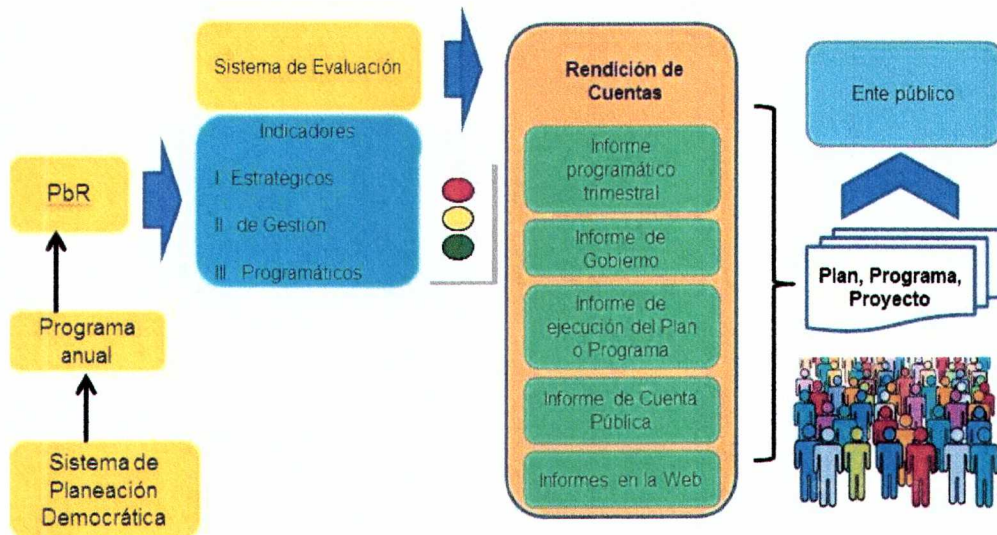 Sistema de Evaluación
Indicadores
I Estratégicos
II de Gestión
III Programáticos
PbR
Programa
anual
Sistema de
Planeación
Democrática
Rendición de
Cuentas
Informe
programático
trimestral
Informe de
Gobierno
Informe de
ejecución del Plan
o Programa
Informe de Cuenta
Pública
Informes en la Web
Ente público
Plan, Programa,
Proyecto